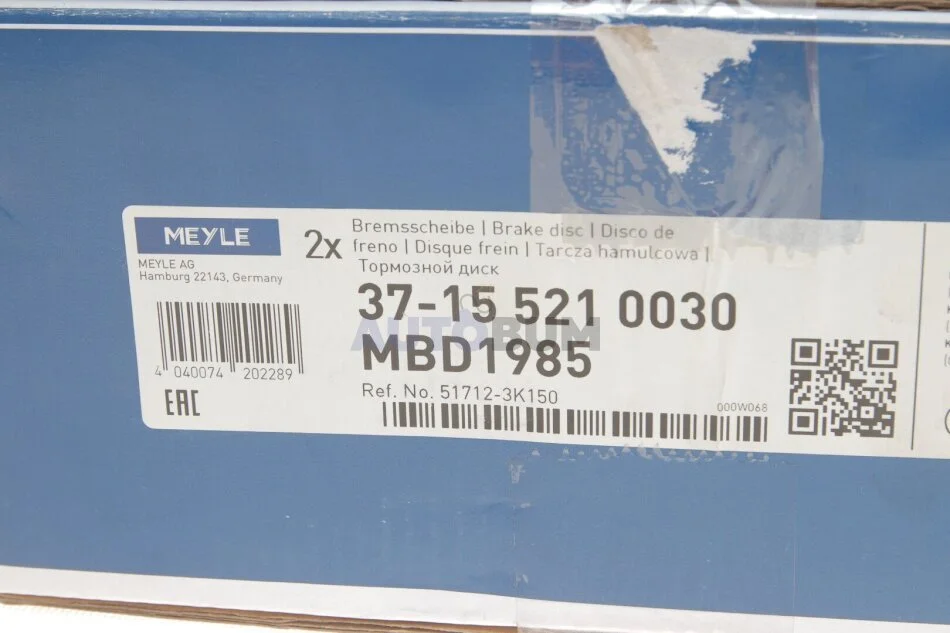 MEYLE
MEYLE AG
Hamburg 22143, Germany
2x
Bremsscheibe | Brake disc | Disco de
freno | Disque frein | Tarcza hamulcowa |
Тормозной диск
37-15 521 0030
AUTOBUM
MBD1985
Ref. No. 51712-3K150
4 040074 202289
EAC
000W068